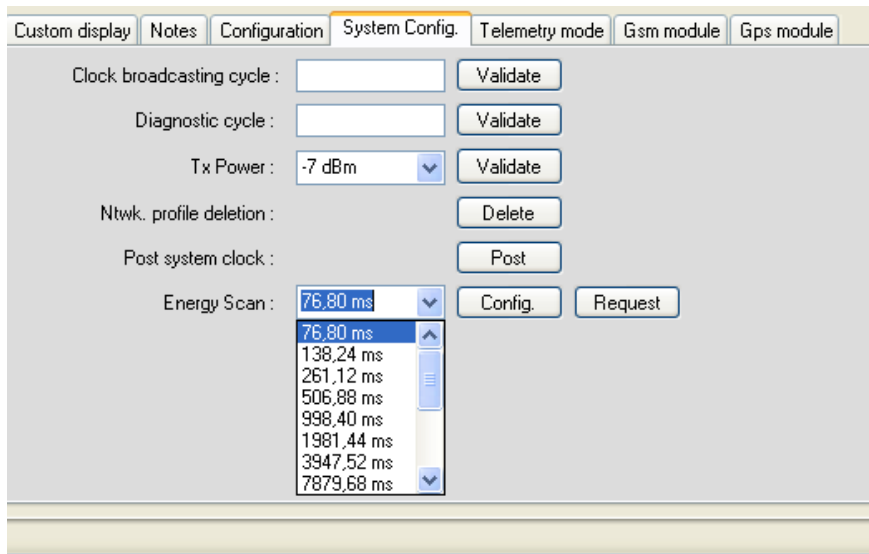 Custom display Notes Configuration System Config. Telemetry mode Gsm module Gps module
Clock broadcasting cycle : Validate
Diagnostic cycle : Validate
Tx Power : -7 dBm Validate
Ntwk. profile deletion : Delete
Post system clock : Post
Energy Scan : 76,80 ms Config. Request
76,80 ms
138,24 ms
261,12 ms
506,88 ms
998,40 ms
1981,44 ms
3947,52 ms
7879,68 ms